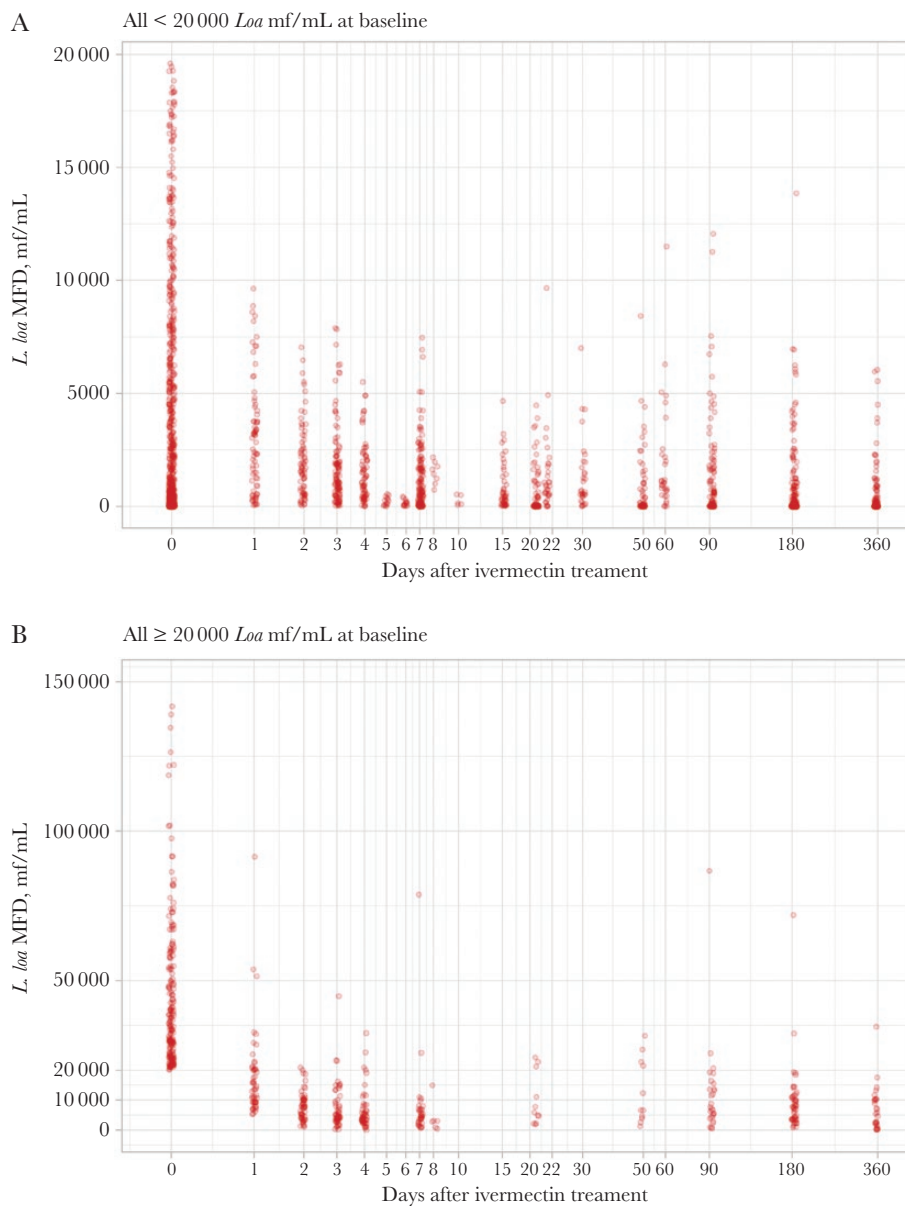 A
All < 20 000 Loa mf/mL at baseline
20 000
15 000
10 000
5000
0
L. loa MFD, mf/mL
0 1 2 3 4 5 6 7 8 10 15 20 22 30 50 60 90 180 360
Days after ivermectin treament
B
All ≥ 20 000 Loa mf/mL at baseline
150 000
100 000
50 000
20 000
10 000
0
L. loa MFD, mf/mL
0 1 2 3 4 5 6 7 8 10 15 20 22 30 50 60 90 180 360
Days after ivermectin treament